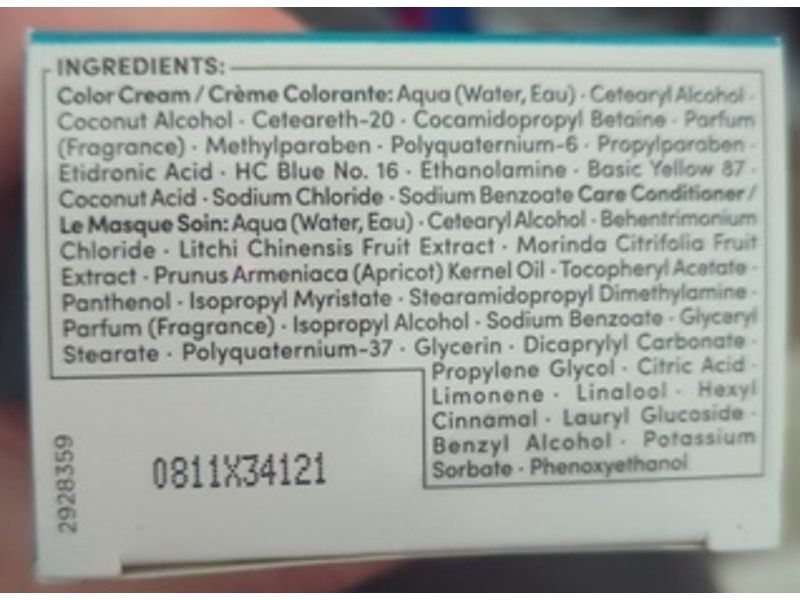 INGREDIENTS:
Color Cream / Crème Colorante: Aqua (Water, Eau) · Cetearyl Alcohol ·
Coconut Alcohol · Ceteareth-20 · Cocamidopropyl Betaine · Parfum
(Fragrance) · Methylparaben · Polyquaternium-6 · Propylparaben ·
Etidronic Acid · HC Blue No. 16 · Ethanolamine · Basic Yellow 87 ·
Coconut Acid · Sodium Chloride · Sodium Benzoate Care Conditioner /
Le Masque Soin: Aqua (Water, Eau) · Cetearyl Alcohol · Behentrimonium
Chloride · Litchi Chinensis Fruit Extract · Morinda Citrifolia Fruit
Extract · Prunus Armeniaca (Apricot) Kernel Oil · Tocopheryl Acetate ·
Panthenol · Isopropyl Myristate · Stearamidopropyl Dimethylamine ·
Parfum (Fragrance) · Isopropyl Alcohol · Sodium Benzoate · Glyceryl
Stearate · Polyquaternium-37 · Glycerin · Dicaprylyl Carbonate ·
Propylene Glycol · Citric Acid ·
Limonene · Linalool · Hexyl
Cinnamal · Lauryl Glucoside ·
Benzyl Alcohol · Potassium
Sorbate · Phenoxyethanol
0811X34121
2928359